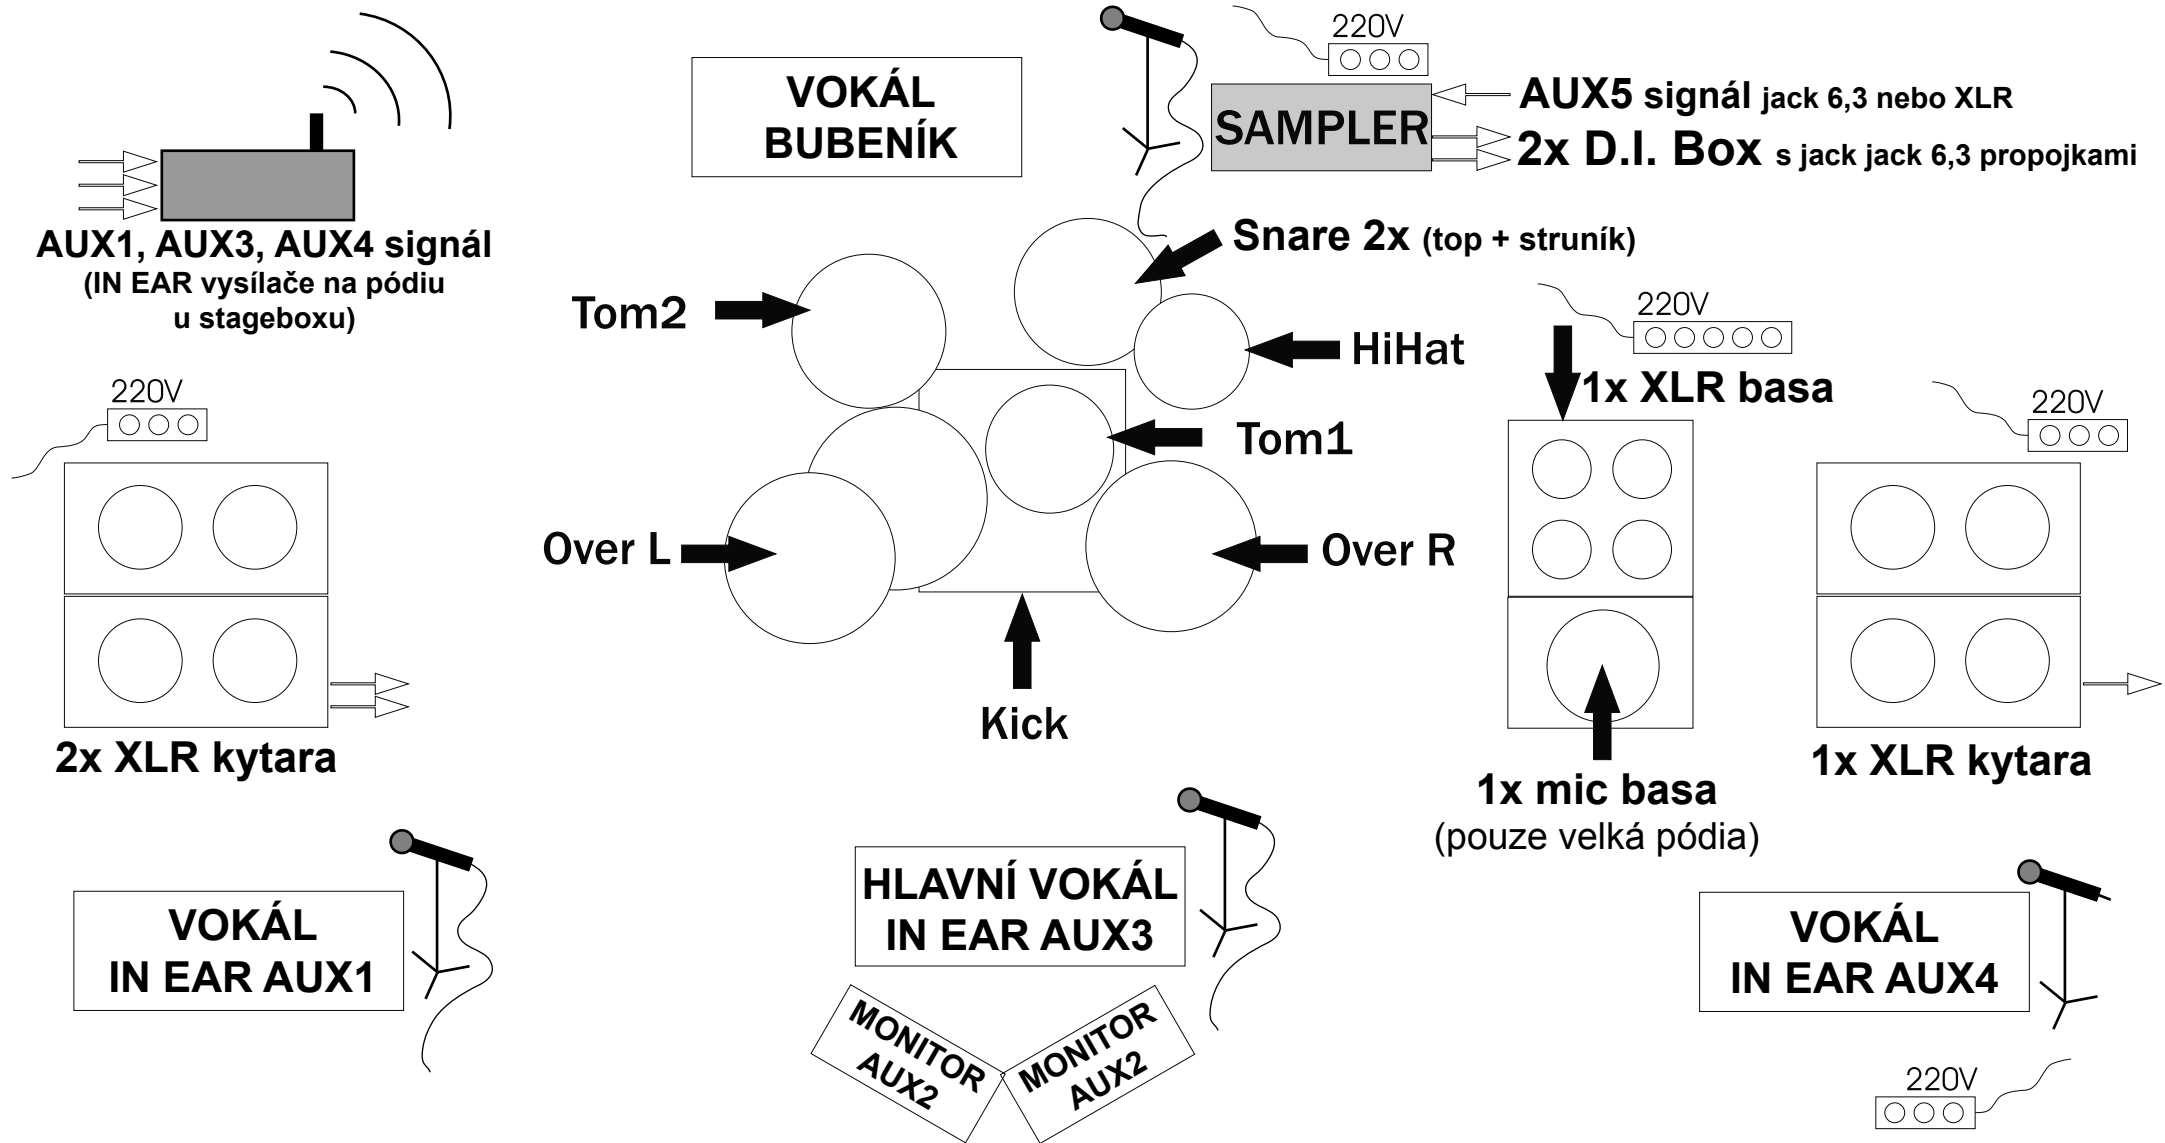 220V
VOKÁL
BUBENÍK
AUX5 signál jack 6,3 nebo XLR
SAMPLER
2x D.I. Box s jack jack 6,3 propojkami
AUX1, AUX3, AUX4 signál
(IN EAR vysílače na pódiu
u stageboxu)
Snare 2x (top + struník)
Tom2
220V
HiHat
220V
1x XLR basa
220V
Tom1
Over L
Over R
Kick
2x XLR kytara
1x XLR kytara
1x mic basa
(pouze velká pódia)
VOKÁL
IN EAR AUX1
HLAVNÍ VOKÁL
IN EAR AUX3
VOKÁL
IN EAR AUX4
MONITOR
AUX2
MONITOR
AUX2
220V